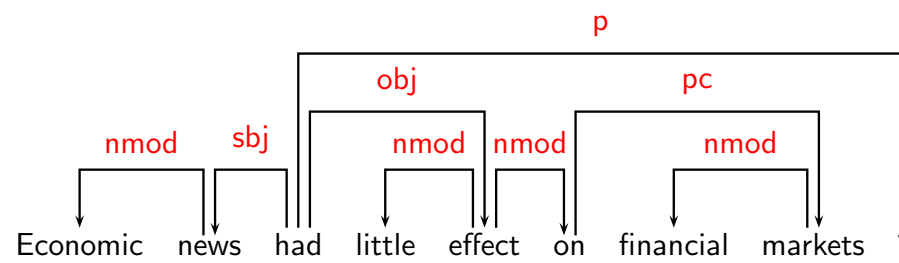 p
obj pc
nmod sbj nmod nmod nmod
Economic news had little effect on financial markets